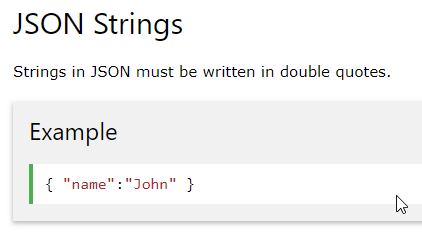 JSON Strings
Strings in JSON must be written in double quotes.
Example
{ "name":"John" }